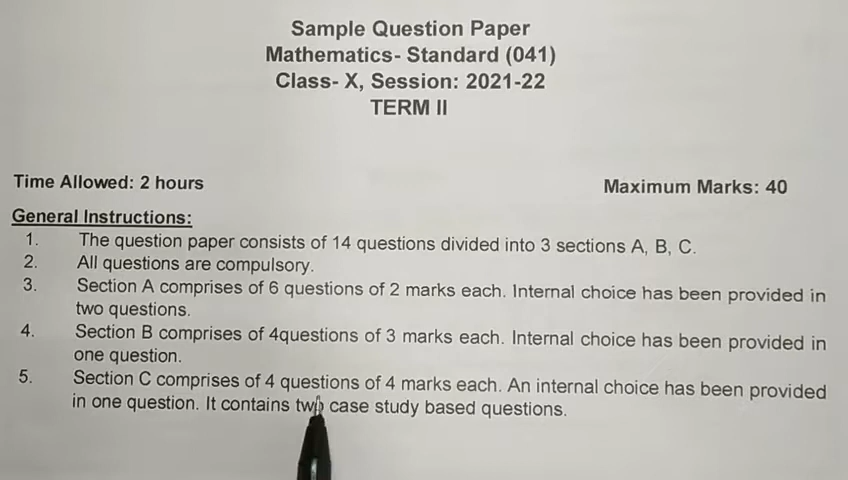 Sample Question Paper
Mathematics- Standard (041)
Class- X, Session: 2021-22
TERM II
Time Allowed: 2 hours Maximum Marks: 40
General Instructions:
1. The question paper consists of 14 questions divided into 3 sections A, B, C.
2. All questions are compulsory.
3. Section A comprises of 6 questions of 2 marks each. Internal choice has been provided in
two questions.
4. Section B comprises of 4questions of 3 marks each. Internal choice has been provided in
one question.
5. Section C comprises of 4 questions of 4 marks each. An internal choice has been provided
in one question. It contains two case study based questions.